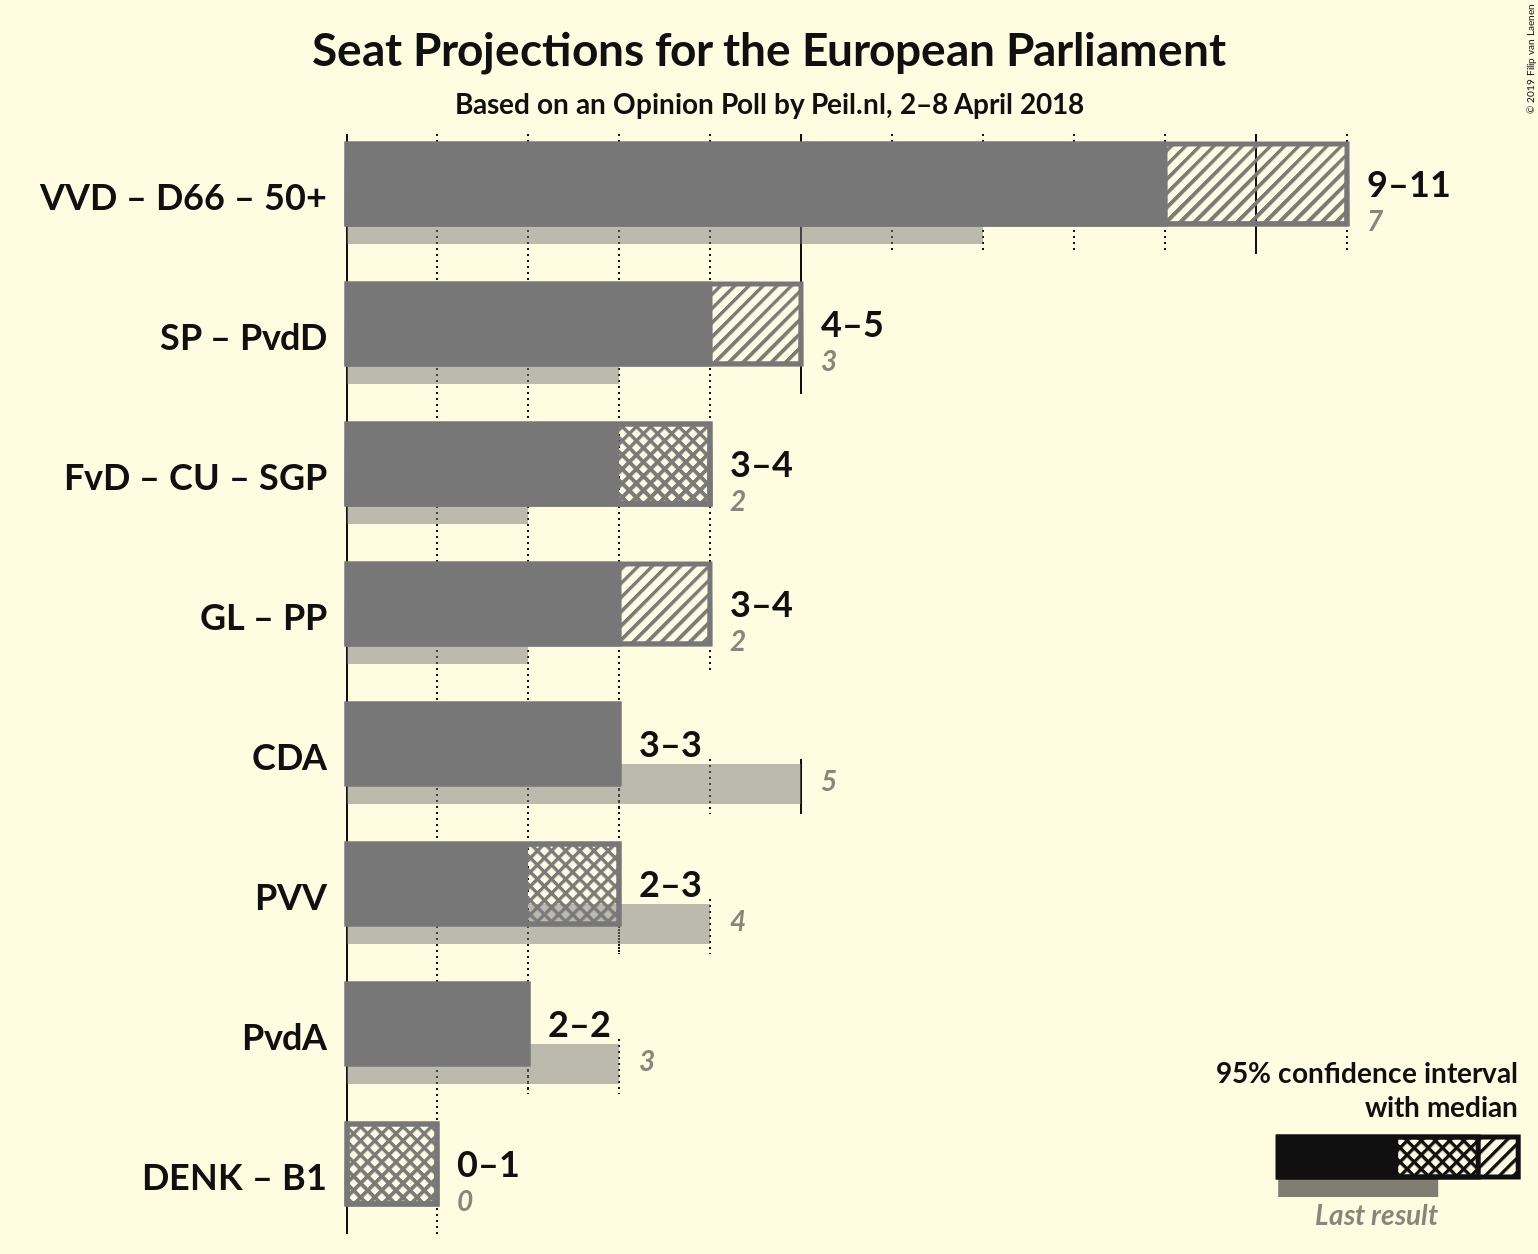 Seat Projections for the European Parliament
Based on an Opinion Poll by Peil.nl, 2–8 April 2018
© 2019 Filip van Laenen
VVD – D66 – 50+
9–11
7
SP – PvdD
4–5
3
FvD – CU – SGP
3–4
2
GL – PP
3–4
2
CDA
3–3
5
PVV
2–3
4
PvdA
2–2
3
DENK – B1
0–1
0
95% confidence interval
with median
Last result